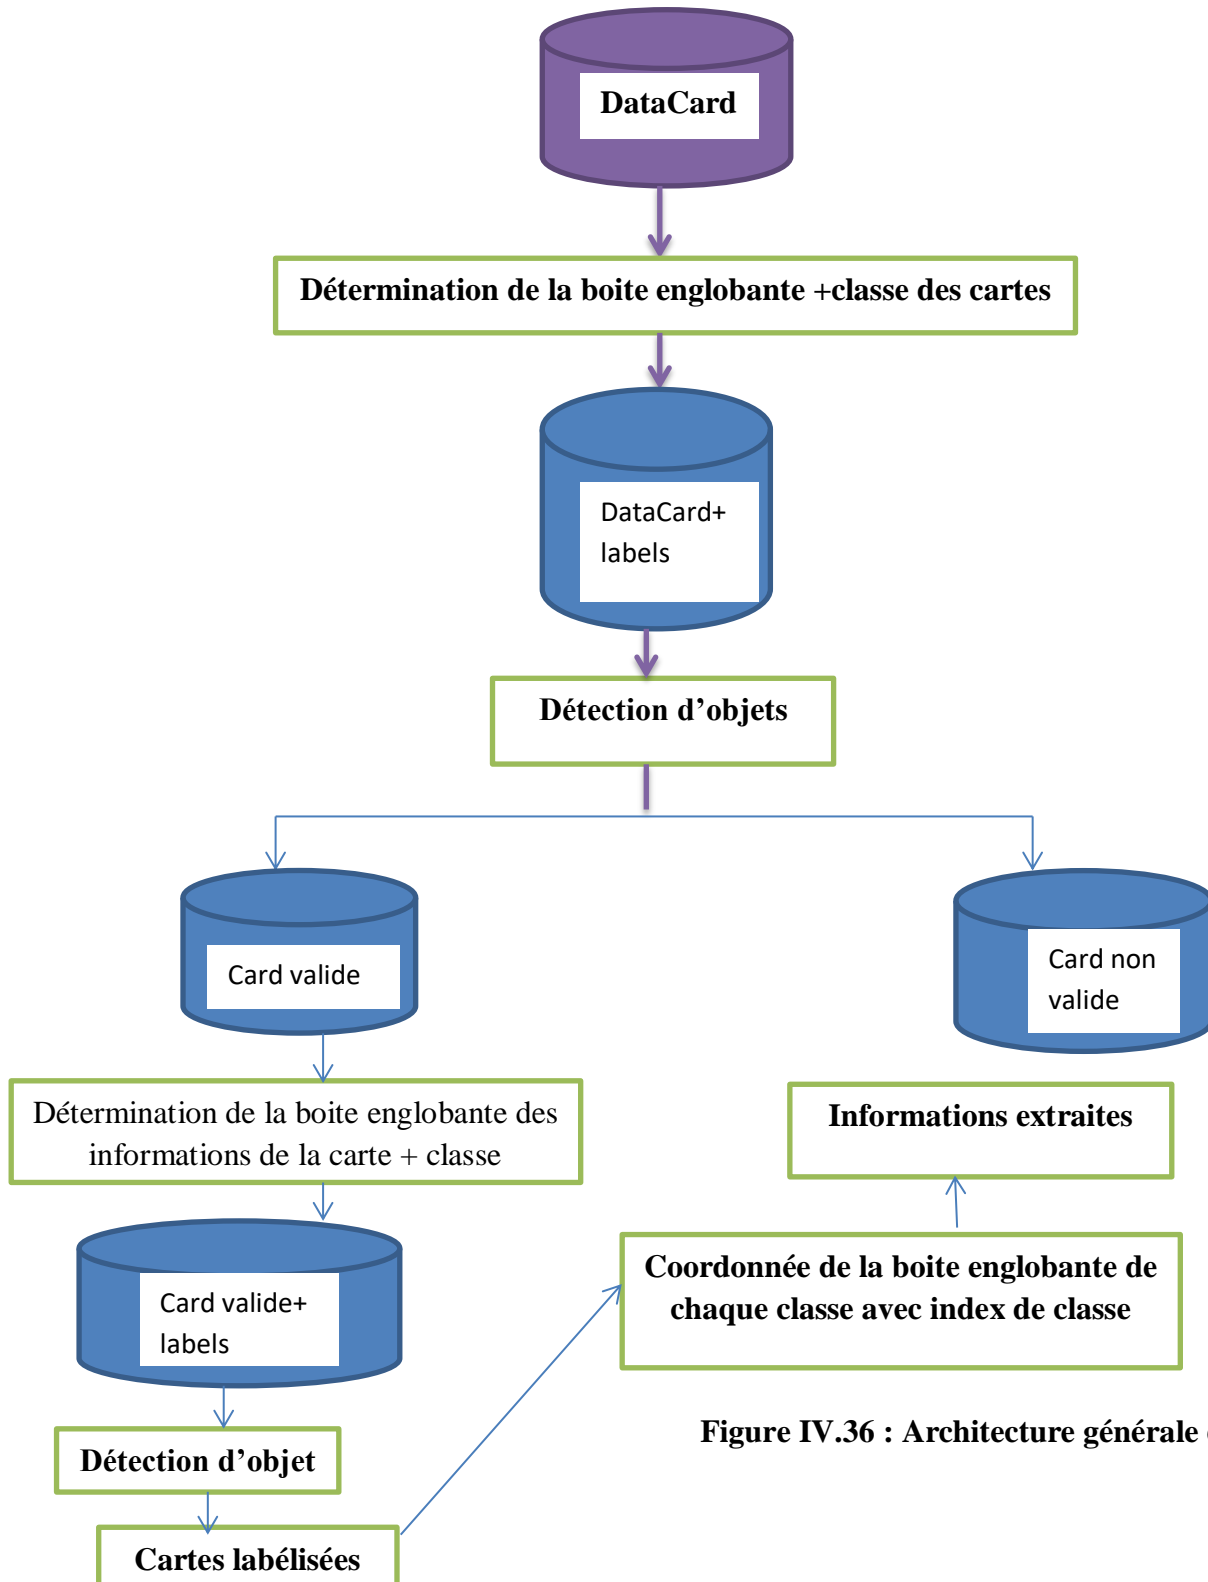 DataCard
Détermination de la boite englobante +classe des cartes
DataCard+
labels
Détection d’objets
Card valide
Card non
valide
Détermination de la boite englobante des
informations de la carte + classe
Informations extraites
Card valide+
labels
Coordonnée de la boite englobante de
chaque classe avec index de classe
Figure IV.36 : Architecture générale
Détection d’objet
Cartes labélisées